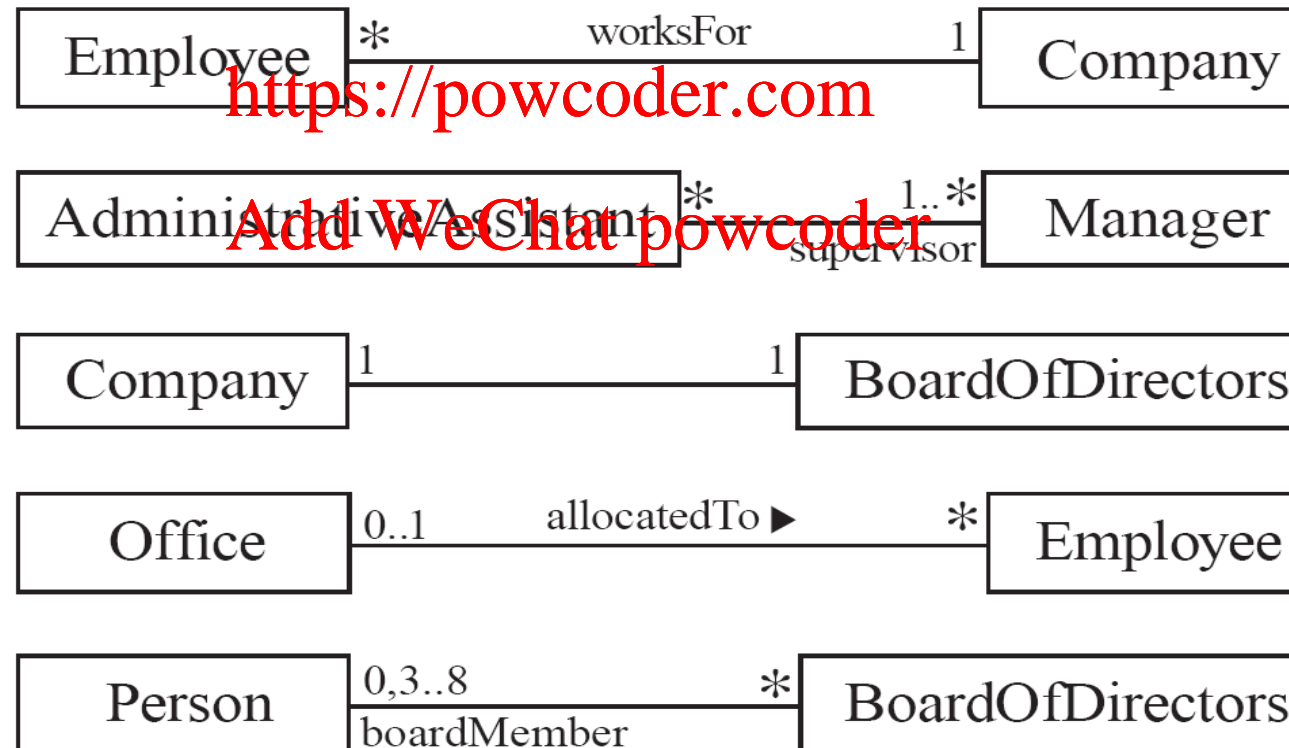 Employee * worksFor 1 Company
https://powcoder.com
AdministrativeAssistant * 1..* Manager
supervisor
Add WeChat powcoder
Company 1 1 BoardOfDirectors
Office 0..1 allocatedTo ▶ * Employee
Person 0,3..8 * BoardOfDirectors
boardMember